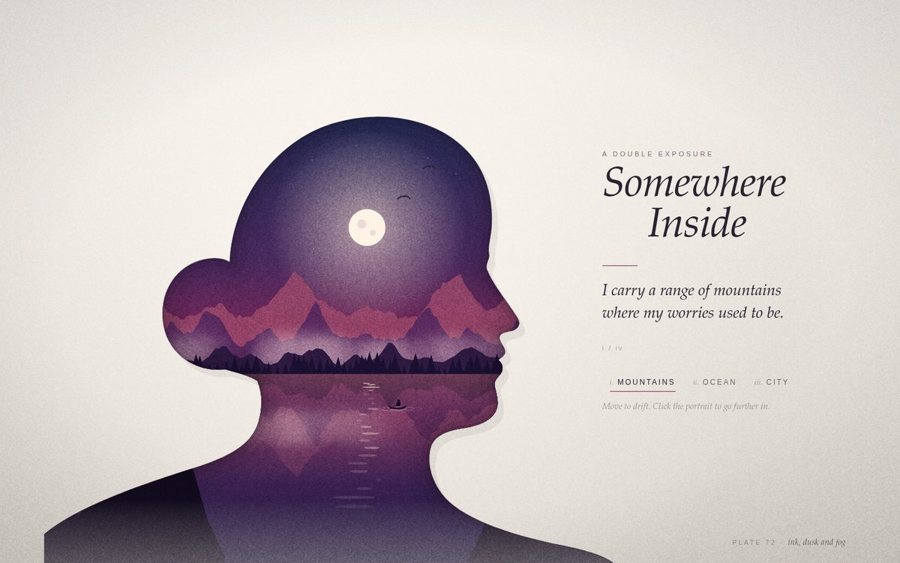 A DOUBLE EXPOSURE
Somewhere
Inside
I carry a range of mountains
where my worries used to be.
i / iv
i. MOUNTAINS ii. OCEAN iii. CITY
Move to drift. Click the portrait to go further in.
PLATE 72 · ink, dusk and fog